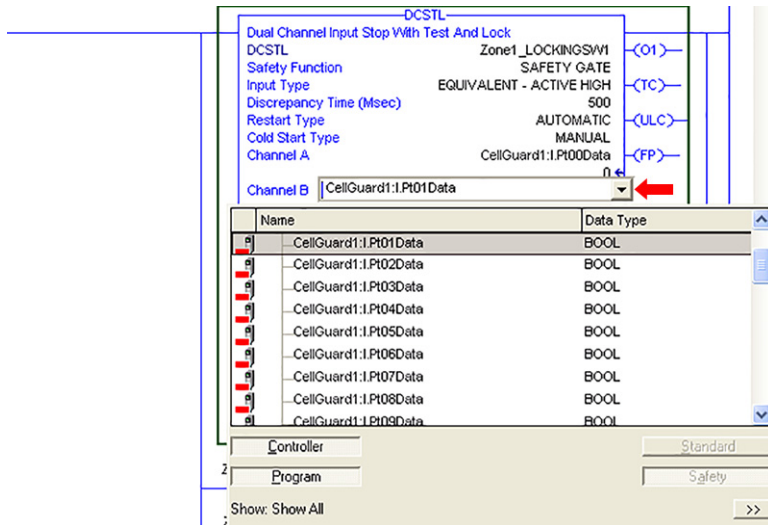 DCSTL
Dual Channel Input Stop With Test And Lock
DCSTL Zone1_LOCKINGSW1 (O1)
Safety Function SAFETY GATE
Input Type EQUIVALENT - ACTIVE HIGH (TC)
Discrepancy Time (Msec) 500
Restart Type AUTOMATIC (ULC)
Cold Start Type MANUAL
Channel A CellGuard1:I.Pt00Data (FP)
0
Channel B CellGuard1:I.Pt01Data
Name Data Type
CellGuard1:I.Pt01Data BOOL
CellGuard1:I.Pt02Data BOOL
CellGuard1:I.Pt03Data BOOL
CellGuard1:I.Pt04Data BOOL
CellGuard1:I.Pt05Data BOOL
CellGuard1:I.Pt06Data BOOL
CellGuard1:I.Pt07Data BOOL
CellGuard1:I.Pt08Data BOOL
CellGuard1:I.Pt09Data BOOL
Controller Standard
Z
Program Safety
Show: Show All >>